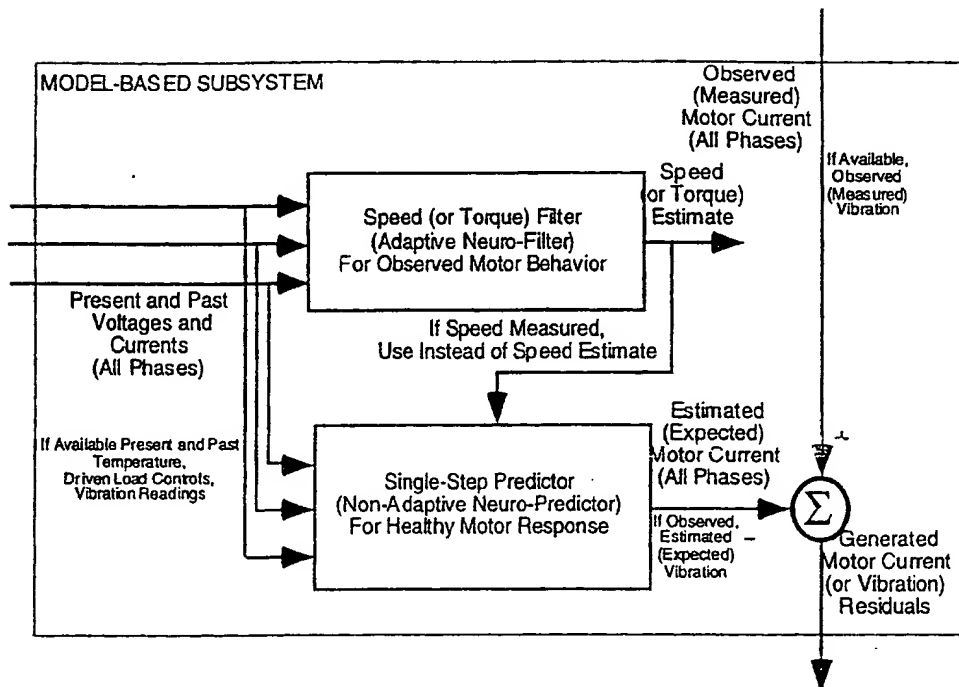 MODEL-BASED SUBSYSTEM
Observed
(Measured)
Motor Current
(All Phases)
If Available,
Observed
(Measured)
Vibration
Speed
(or Torque)
Estimate
Speed (or Torque) Filter
(Adaptive Neuro-Filter)
For Observed Motor Behavior
Present and Past
Voltages and
Currents
(All Phases)
If Speed Measured,
Use Instead of Speed Estimate
If Available Present and Past
Temperature,
Driven Load Controls,
Vibration Readings
Single-Step Predictor
(Non-Adaptive Neuro-Predictor)
For Healthy Motor Response
Estimated
(Expected)
Motor Current
(All Phases)
If Observed,
Estimated –
(Expected)
Vibration
Σ
Generated
Motor Current
(or Vibration)
Residuals